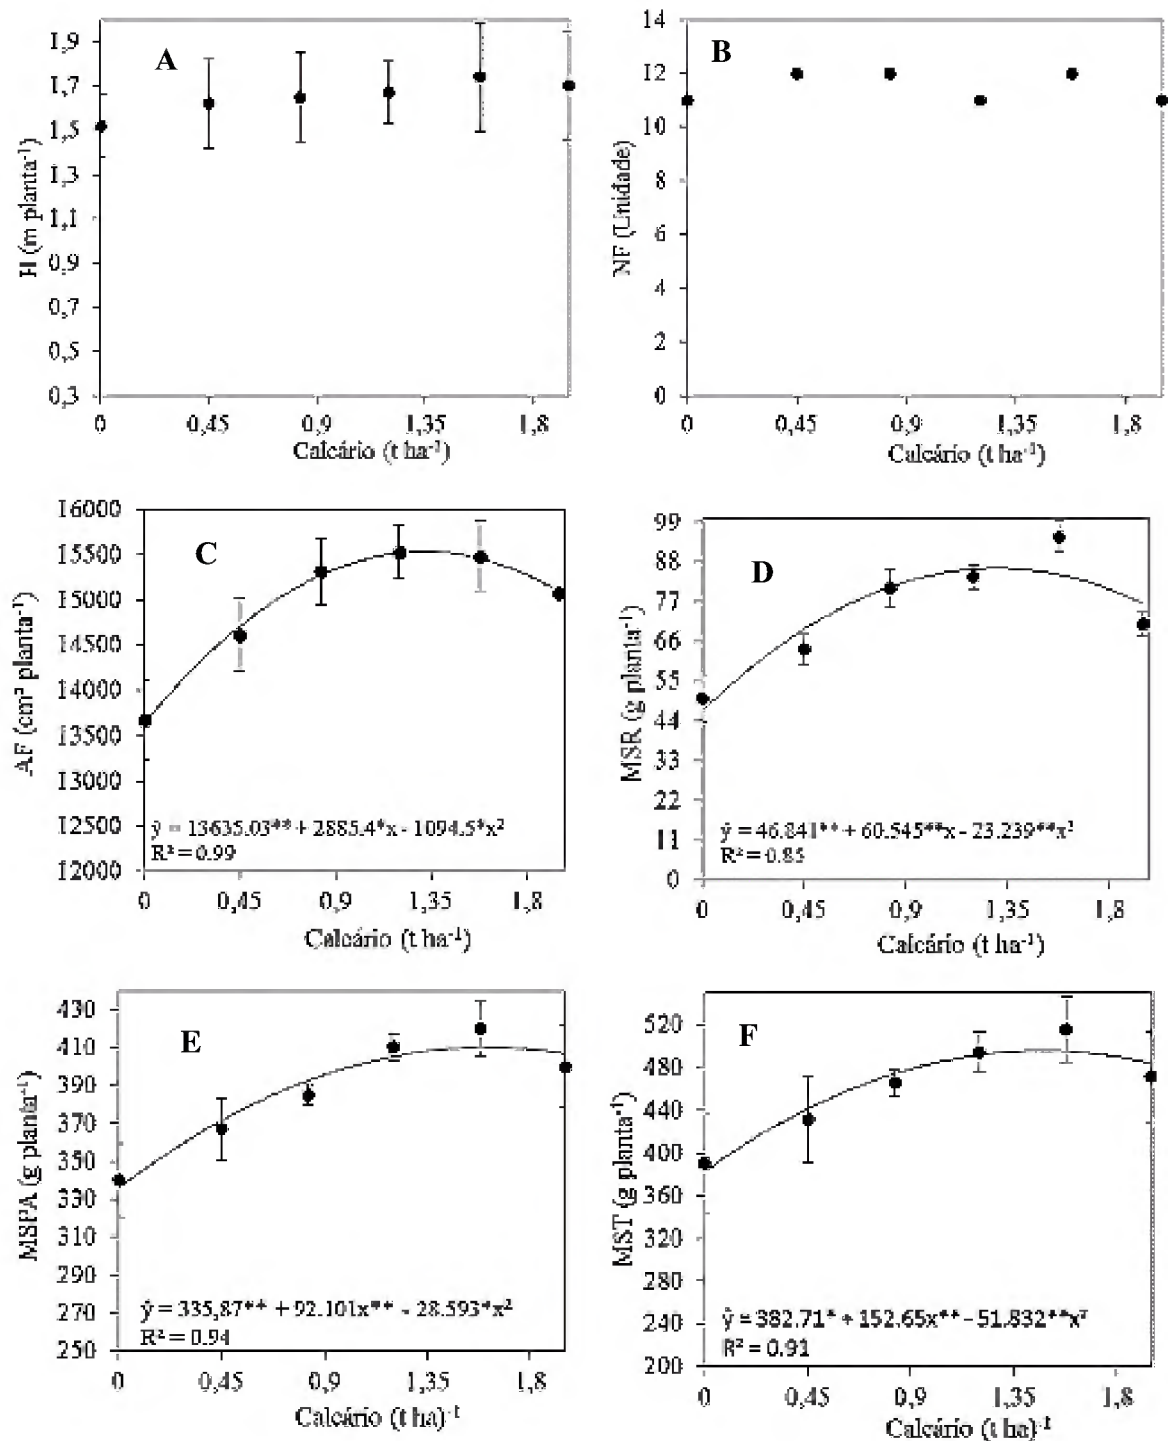 A
H (m planta⁻¹)
1,9
1,7
1,5
1,3
1,1
0,9
0,7
0,5
0,3
0 0,45 0,9 1,35 1,8
Calcário (t ha⁻¹)
B
NF (Unidade)
14
12
10
8
6
4
2
0
0 0,45 0,9 1,35 1,8
Calcário (t ha⁻¹)
C
AF (cm² planta⁻¹)
16000
15500
15000
14500
14000
13500
13000
12500
12000
ŷ = 13635.03** + 2885.4*x - 1094.5*x²
R² = 0.99
0 0,45 0,9 1,35 1,8
Calcário (t ha⁻¹)
D
MSR (g planta⁻¹)
99
88
77
66
55
44
33
22
11
0
ŷ = 46.841** + 60.545**x - 23.239**x²
R² = 0.85
0 0,45 0,9 1,35 1,8
Calcário (t ha⁻¹)
E
MSPA (g planta⁻¹)
430
410
390
370
350
330
310
290
270
250
ŷ = 335,87** + 92.101x** - 28.593*x²
R² = 0.94
0 0,45 0,9 1,35 1,8
Calcário (t ha)⁻¹
F
MST (g planta⁻¹)
520
480
440
400
360
320
280
240
200
ŷ = 382.71* + 152.65x** - 51.832**x²
R² = 0.91
0 0,45 0,9 1,35 1,8
Calcário (t ha)⁻¹